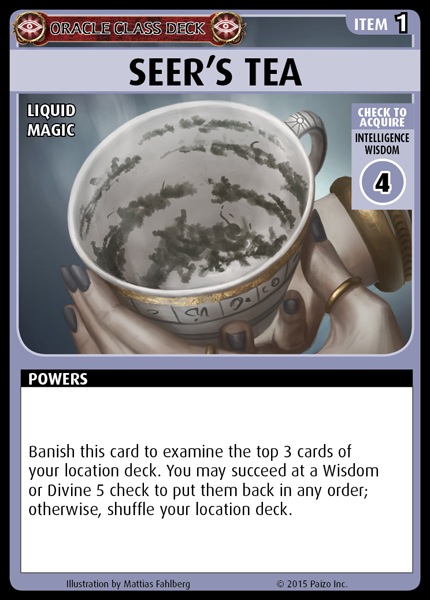 ORACLE CLASS DECK
ITEM 1
SEER'S TEA
LIQUID
MAGIC
CHECK TO
ACQUIRE
INTELLIGENCE
WISDOM
4
POWERS
Banish this card to examine the top 3 cards of
your location deck. You may succeed at a Wisdom
or Divine 5 check to put them back in any order;
otherwise, shuffle your location deck.
Illustration by Mattias Fahlberg
© 2015 Paizo Inc.